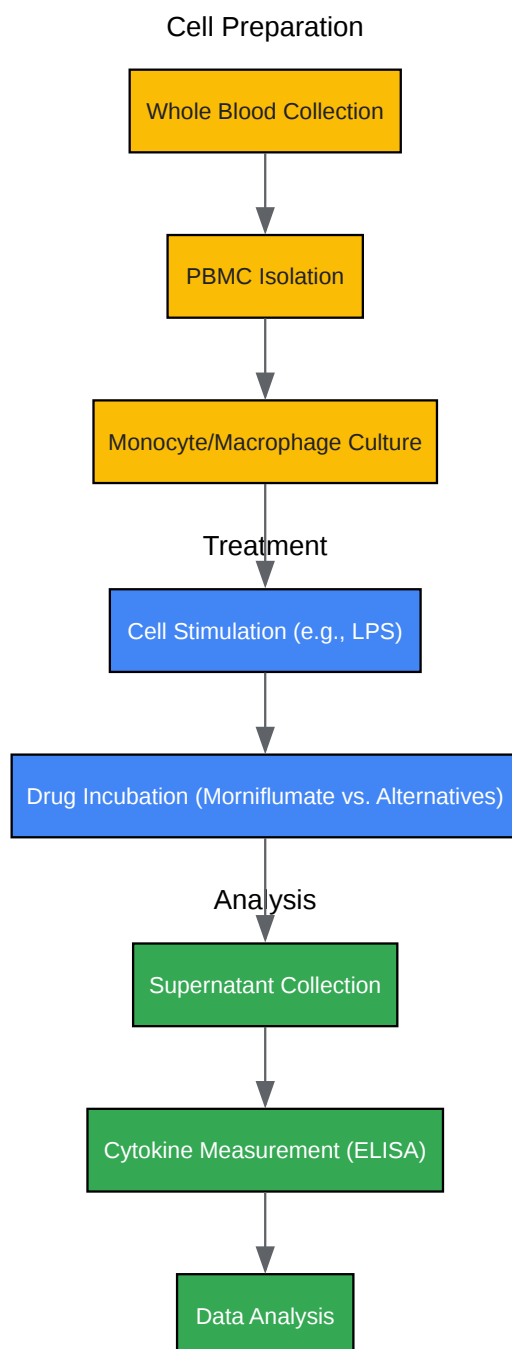 Cell Preparation
Whole Blood Collection
PBMC Isolation
Monocyte/Macrophage Culture
Treatment
Cell Stimulation (e.g., LPS)
Drug Incubation (Morniflumate vs. Alternatives)
Analysis
Supernatant Collection
Cytokine Measurement (ELISA)
Data Analysis